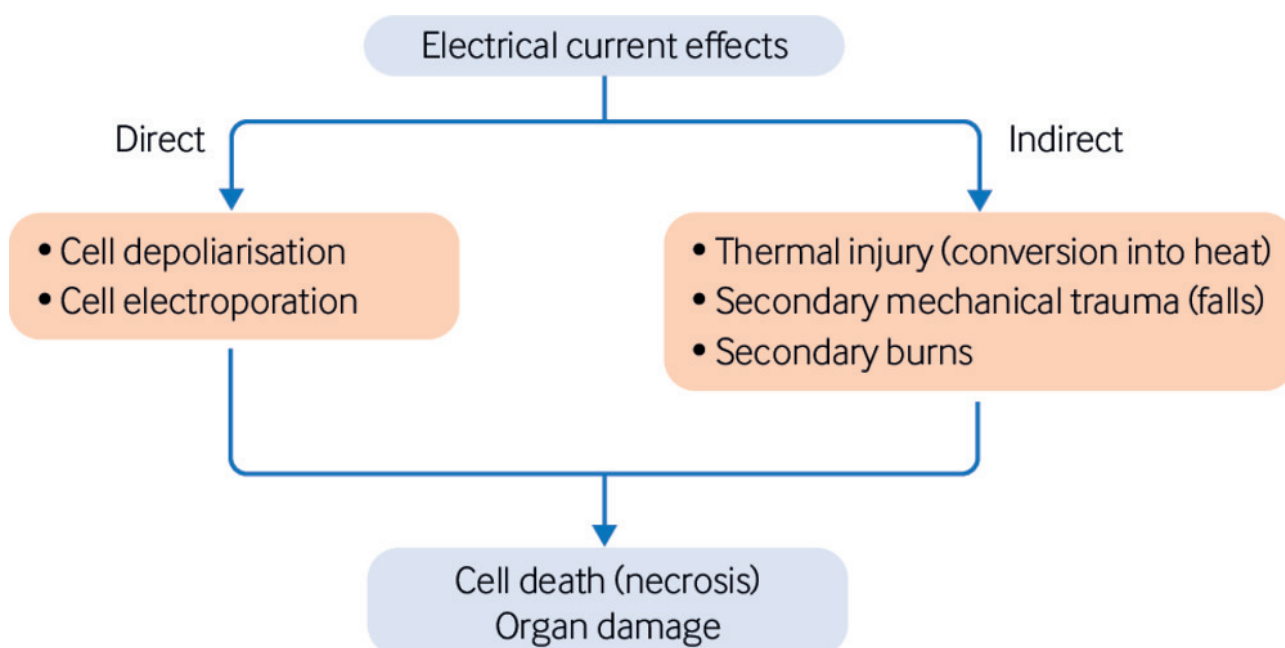 Electrical current effects
Direct
Indirect
• Cell depoliarisation
• Cell electroporation
• Thermal injury (conversion into heat)
• Secondary mechanical trauma (falls)
• Secondary burns
Cell death (necrosis)
Organ damage